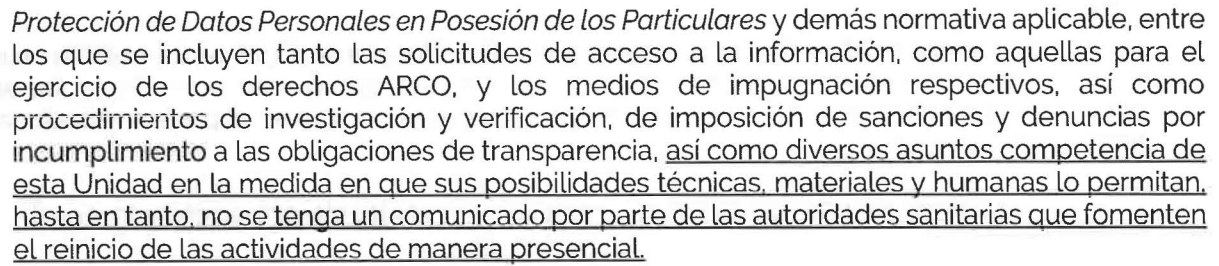 Protección de Datos Personales en Posesión de los Particulares y demás normativa aplicable, entre
los que se incluyen tanto las solicitudes de acceso a la información, como aquellas para el
ejercicio de los derechos ARCO, y los medios de impugnación respectivos, así como
procedimientos de investigación y verificación, de imposición de sanciones y denuncias por
incumplimiento a las obligaciones de transparencia, así como diversos asuntos competencia de
esta Unidad en la medida en que sus posibilidades técnicas, materiales y humanas lo permitan,
hasta en tanto, no se tenga un comunicado por parte de las autoridades sanitarias que fomenten
el reinicio de las actividades de manera presencial.